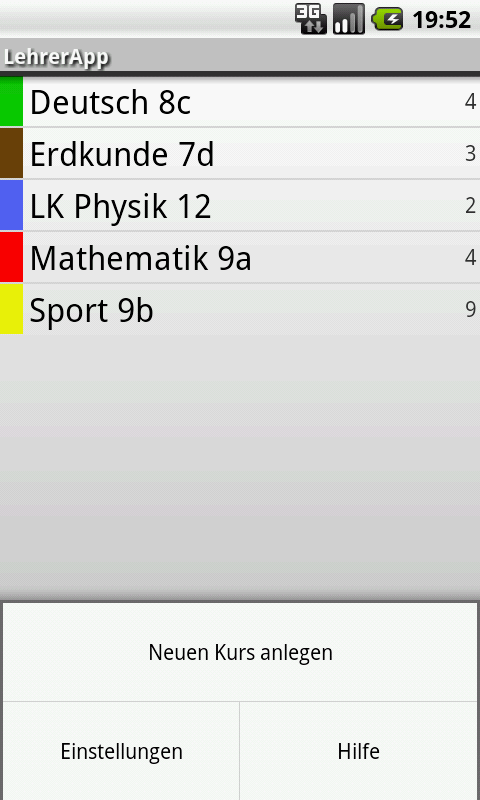 3G 19:52
LehrerApp
Deutsch 8c 4
Erdkunde 7d 3
LK Physik 12 2
Mathematik 9a 4
Sport 9b 9
Neuen Kurs anlegen
Einstellungen Hilfe